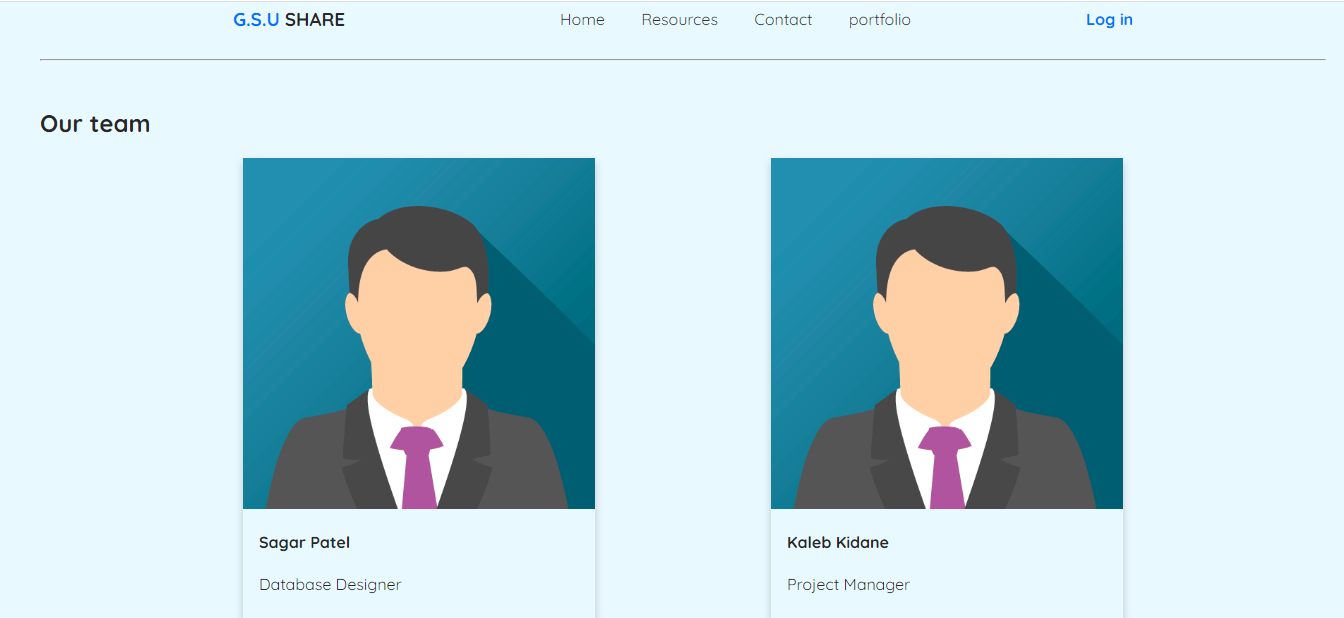 G.S.U SHARE Home Resources Contact portfolio Log in
Our team
Sagar Patel
Database Designer
Kaleb Kidane
Project Manager